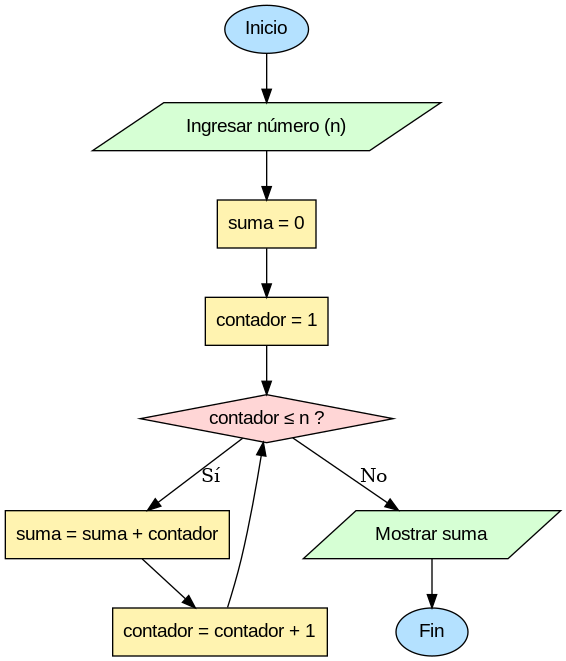 Inicio
Ingresar número (n)
suma = 0
contador = 1
contador ≤ n ?
Sí
No
suma = suma + contador
Mostrar suma
contador = contador + 1
Fin